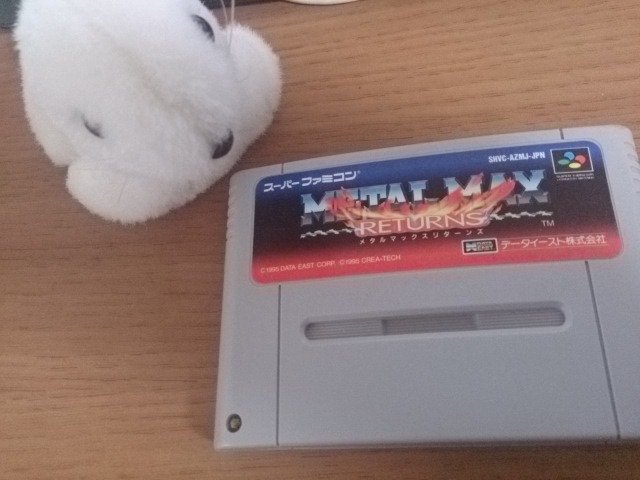 SHVC-AZMJ-JPN
スーパーファミコン
METAL MAX
RETURNS
TM
メタルマックスリターンズ
DATA EAST
データイースト株式会社
©1995 DATA EAST CORP. ©1995 CREA-TECH